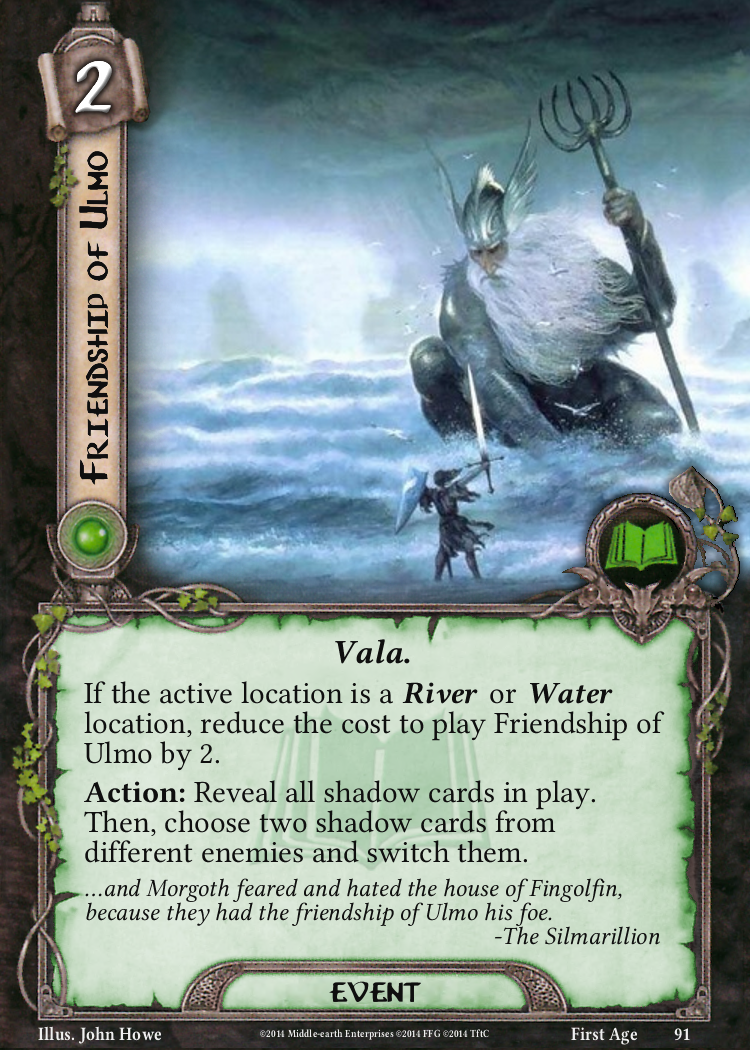 2
Friendship of Ulmo
Vala.
If the active location is a River or Water
location, reduce the cost to play Friendship of
Ulmo by 2.
Action: Reveal all shadow cards in play.
Then, choose two shadow cards from
different enemies and switch them.
...and Morgoth feared and hated the house of Fingolfin,
because they had the friendship of Ulmo his foe.
-The Silmarillion
EVENT
Illus. John Howe ©2014 Middle-earth Enterprises ©2014 FFG ©2014 TftC First Age 91